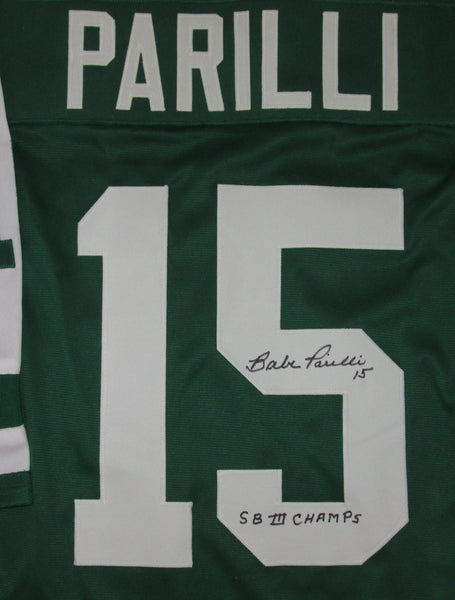 PARILLI
15
Babe Parilli
15
SB III CHAMPS